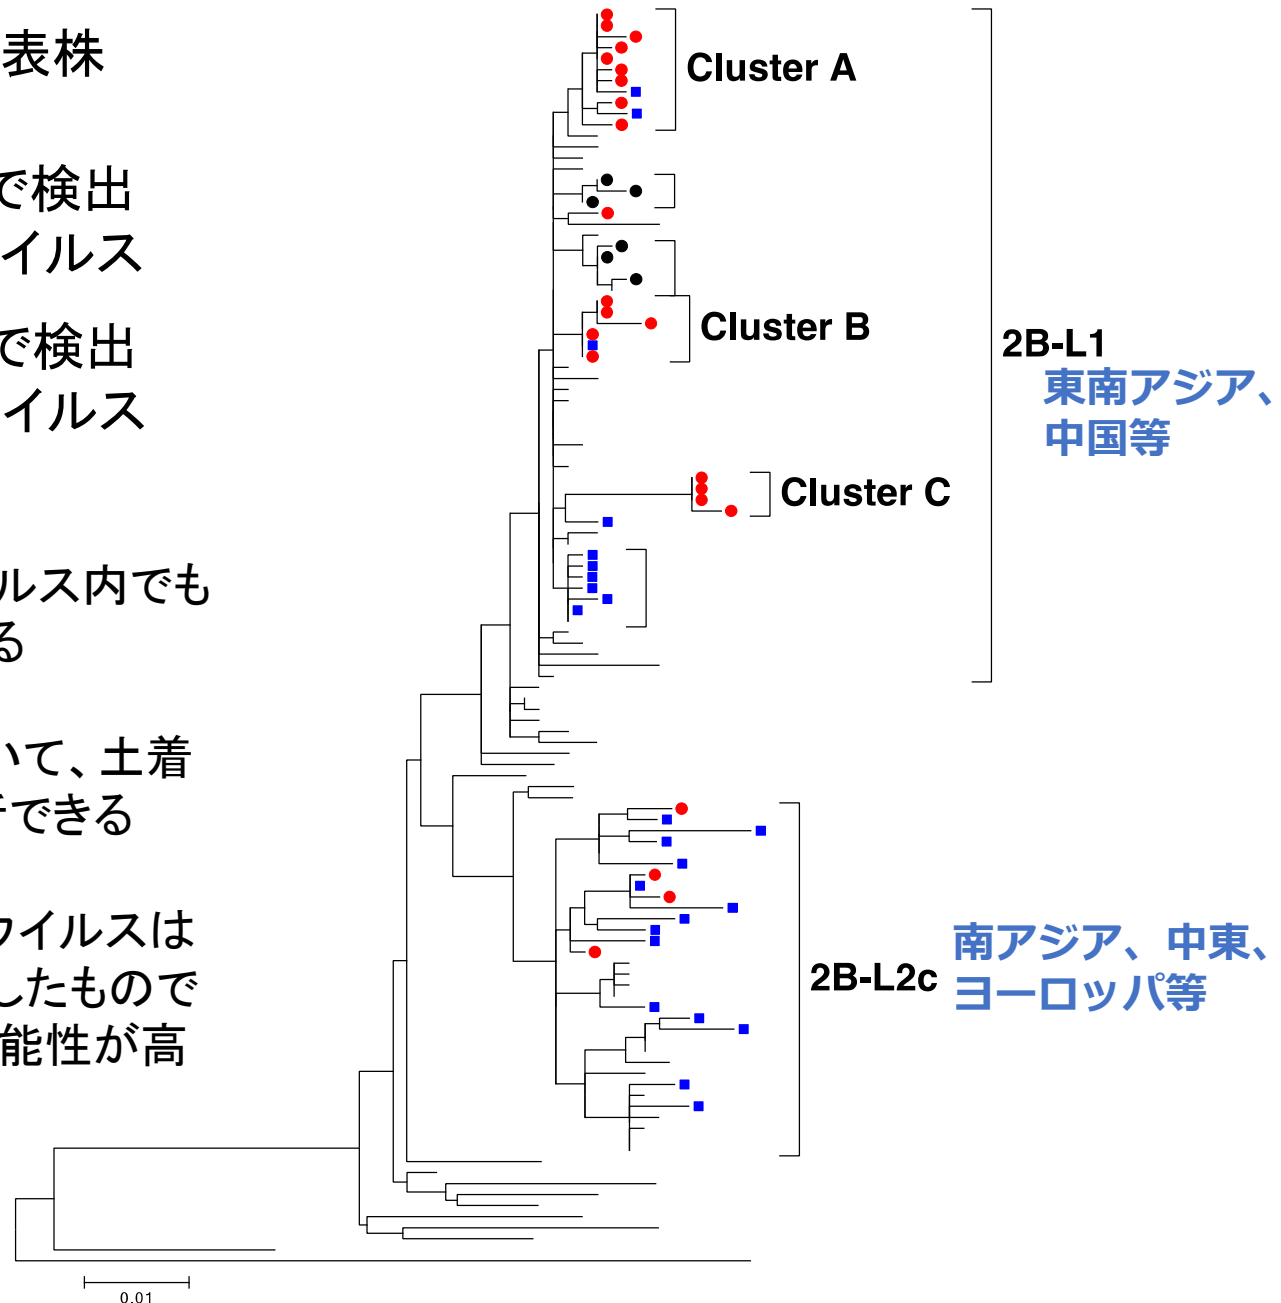 表株
で検出
イルス
で検出
イルス
ルス内でも
る
いて、土着
できる
ウイルスは
したもので
能性が高
Cluster A
Cluster B
Cluster C
2B-L1
東南アジア、
中国等
2B-L2c
南アジア、中東、
ヨーロッパ等
0.01